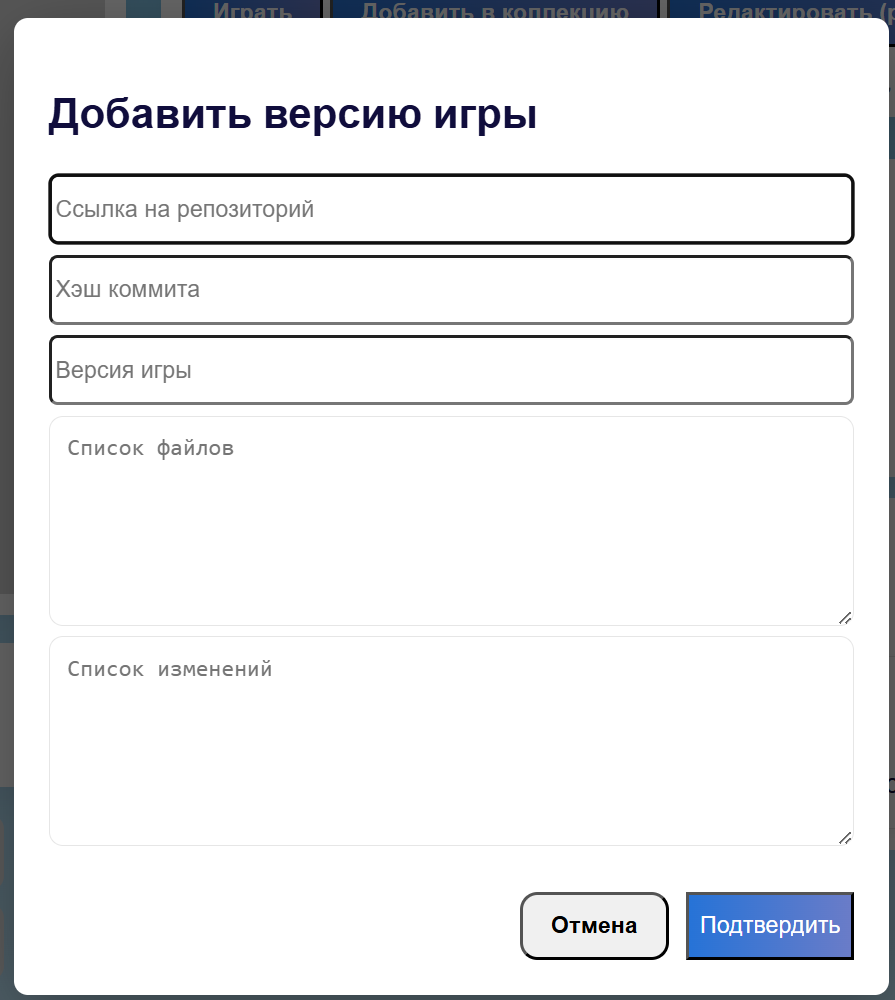 Играть Добавить в коллекцию Редактировать
Добавить версию игры
Ссылка на репозиторий
Хэш коммита
Версия игры
Список файлов
Список изменений
Отмена Подтвердить